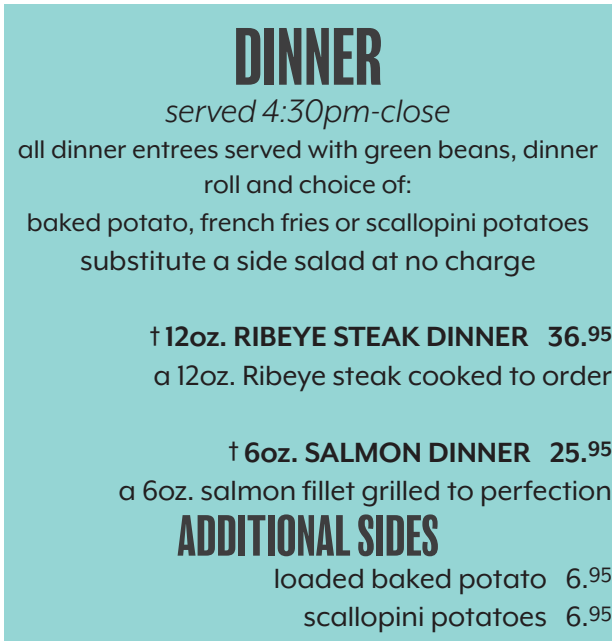 DINNER
served 4:30pm-close
all dinner entrees served with green beans, dinner
roll and choice of:
baked potato, french fries or scallopini potatoes
substitute a side salad at no charge
† 12oz. RIBEYE STEAK DINNER 36.95
a 12oz. Ribeye steak cooked to order
† 6oz. SALMON DINNER 25.95
a 6oz. salmon fillet grilled to perfection
ADDITIONAL SIDES
loaded baked potato 6.95
scallopini potatoes 6.95